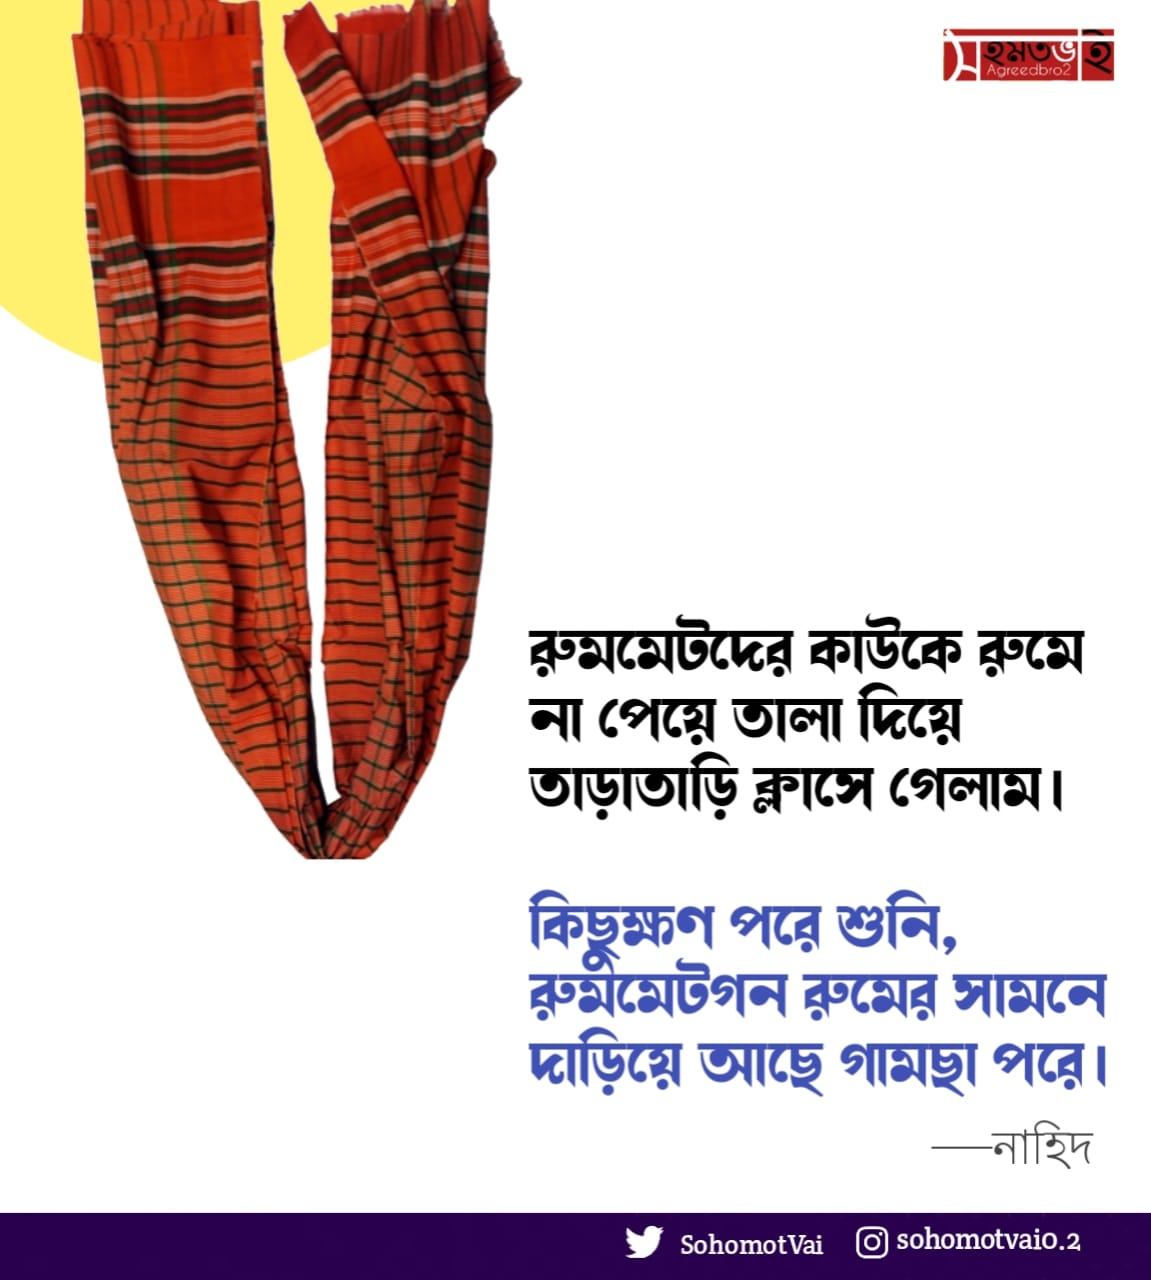 সহমতভাই
Agreedbro2
রুমমেটদের কাউকে রুমে
না পেয়ে তালা দিয়ে
তাড়াতাড়ি ক্লাসে গেলাম।
কিছুক্ষণ পরে শুনি,
রুমমেটগন রুমের সামনে
দাড়িয়ে আছে গামছা পরে।
—নাহিদ
SohomotVai
sohomotvaio.2